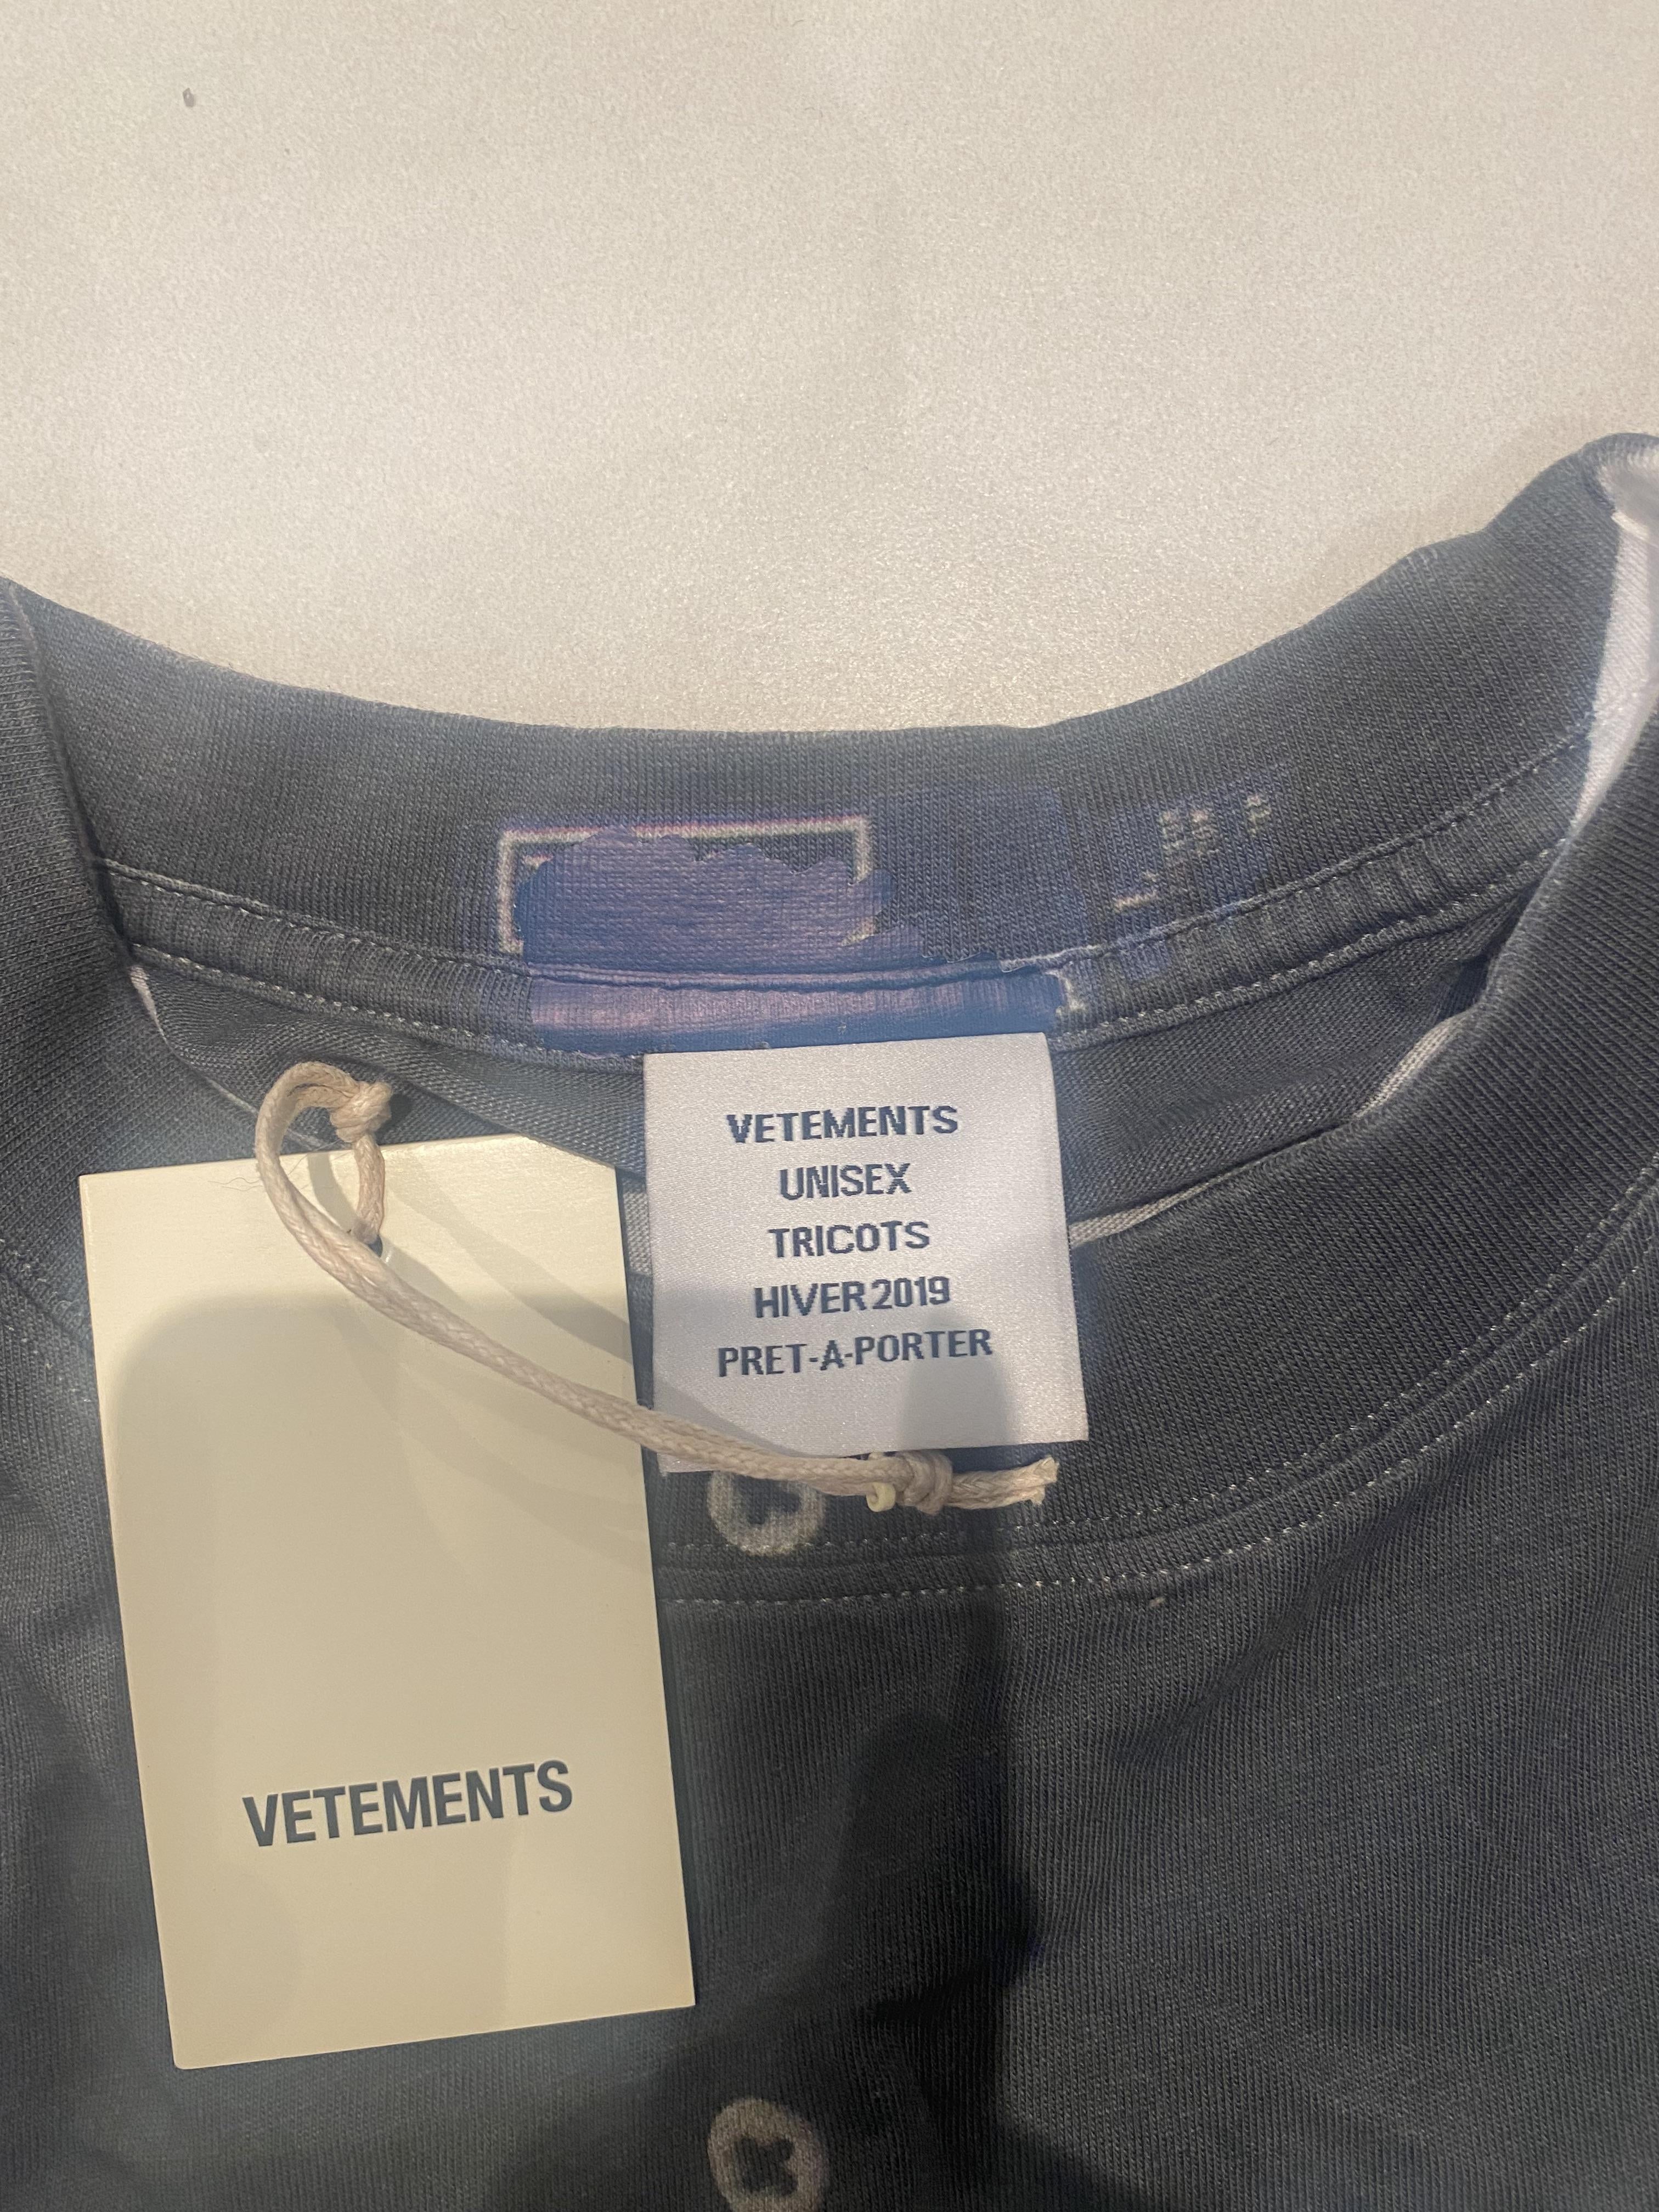 VETEMENTS
UNISEX
TRICOTS
HIVER 2019
PRET-A-PORTER
VETEMENTS